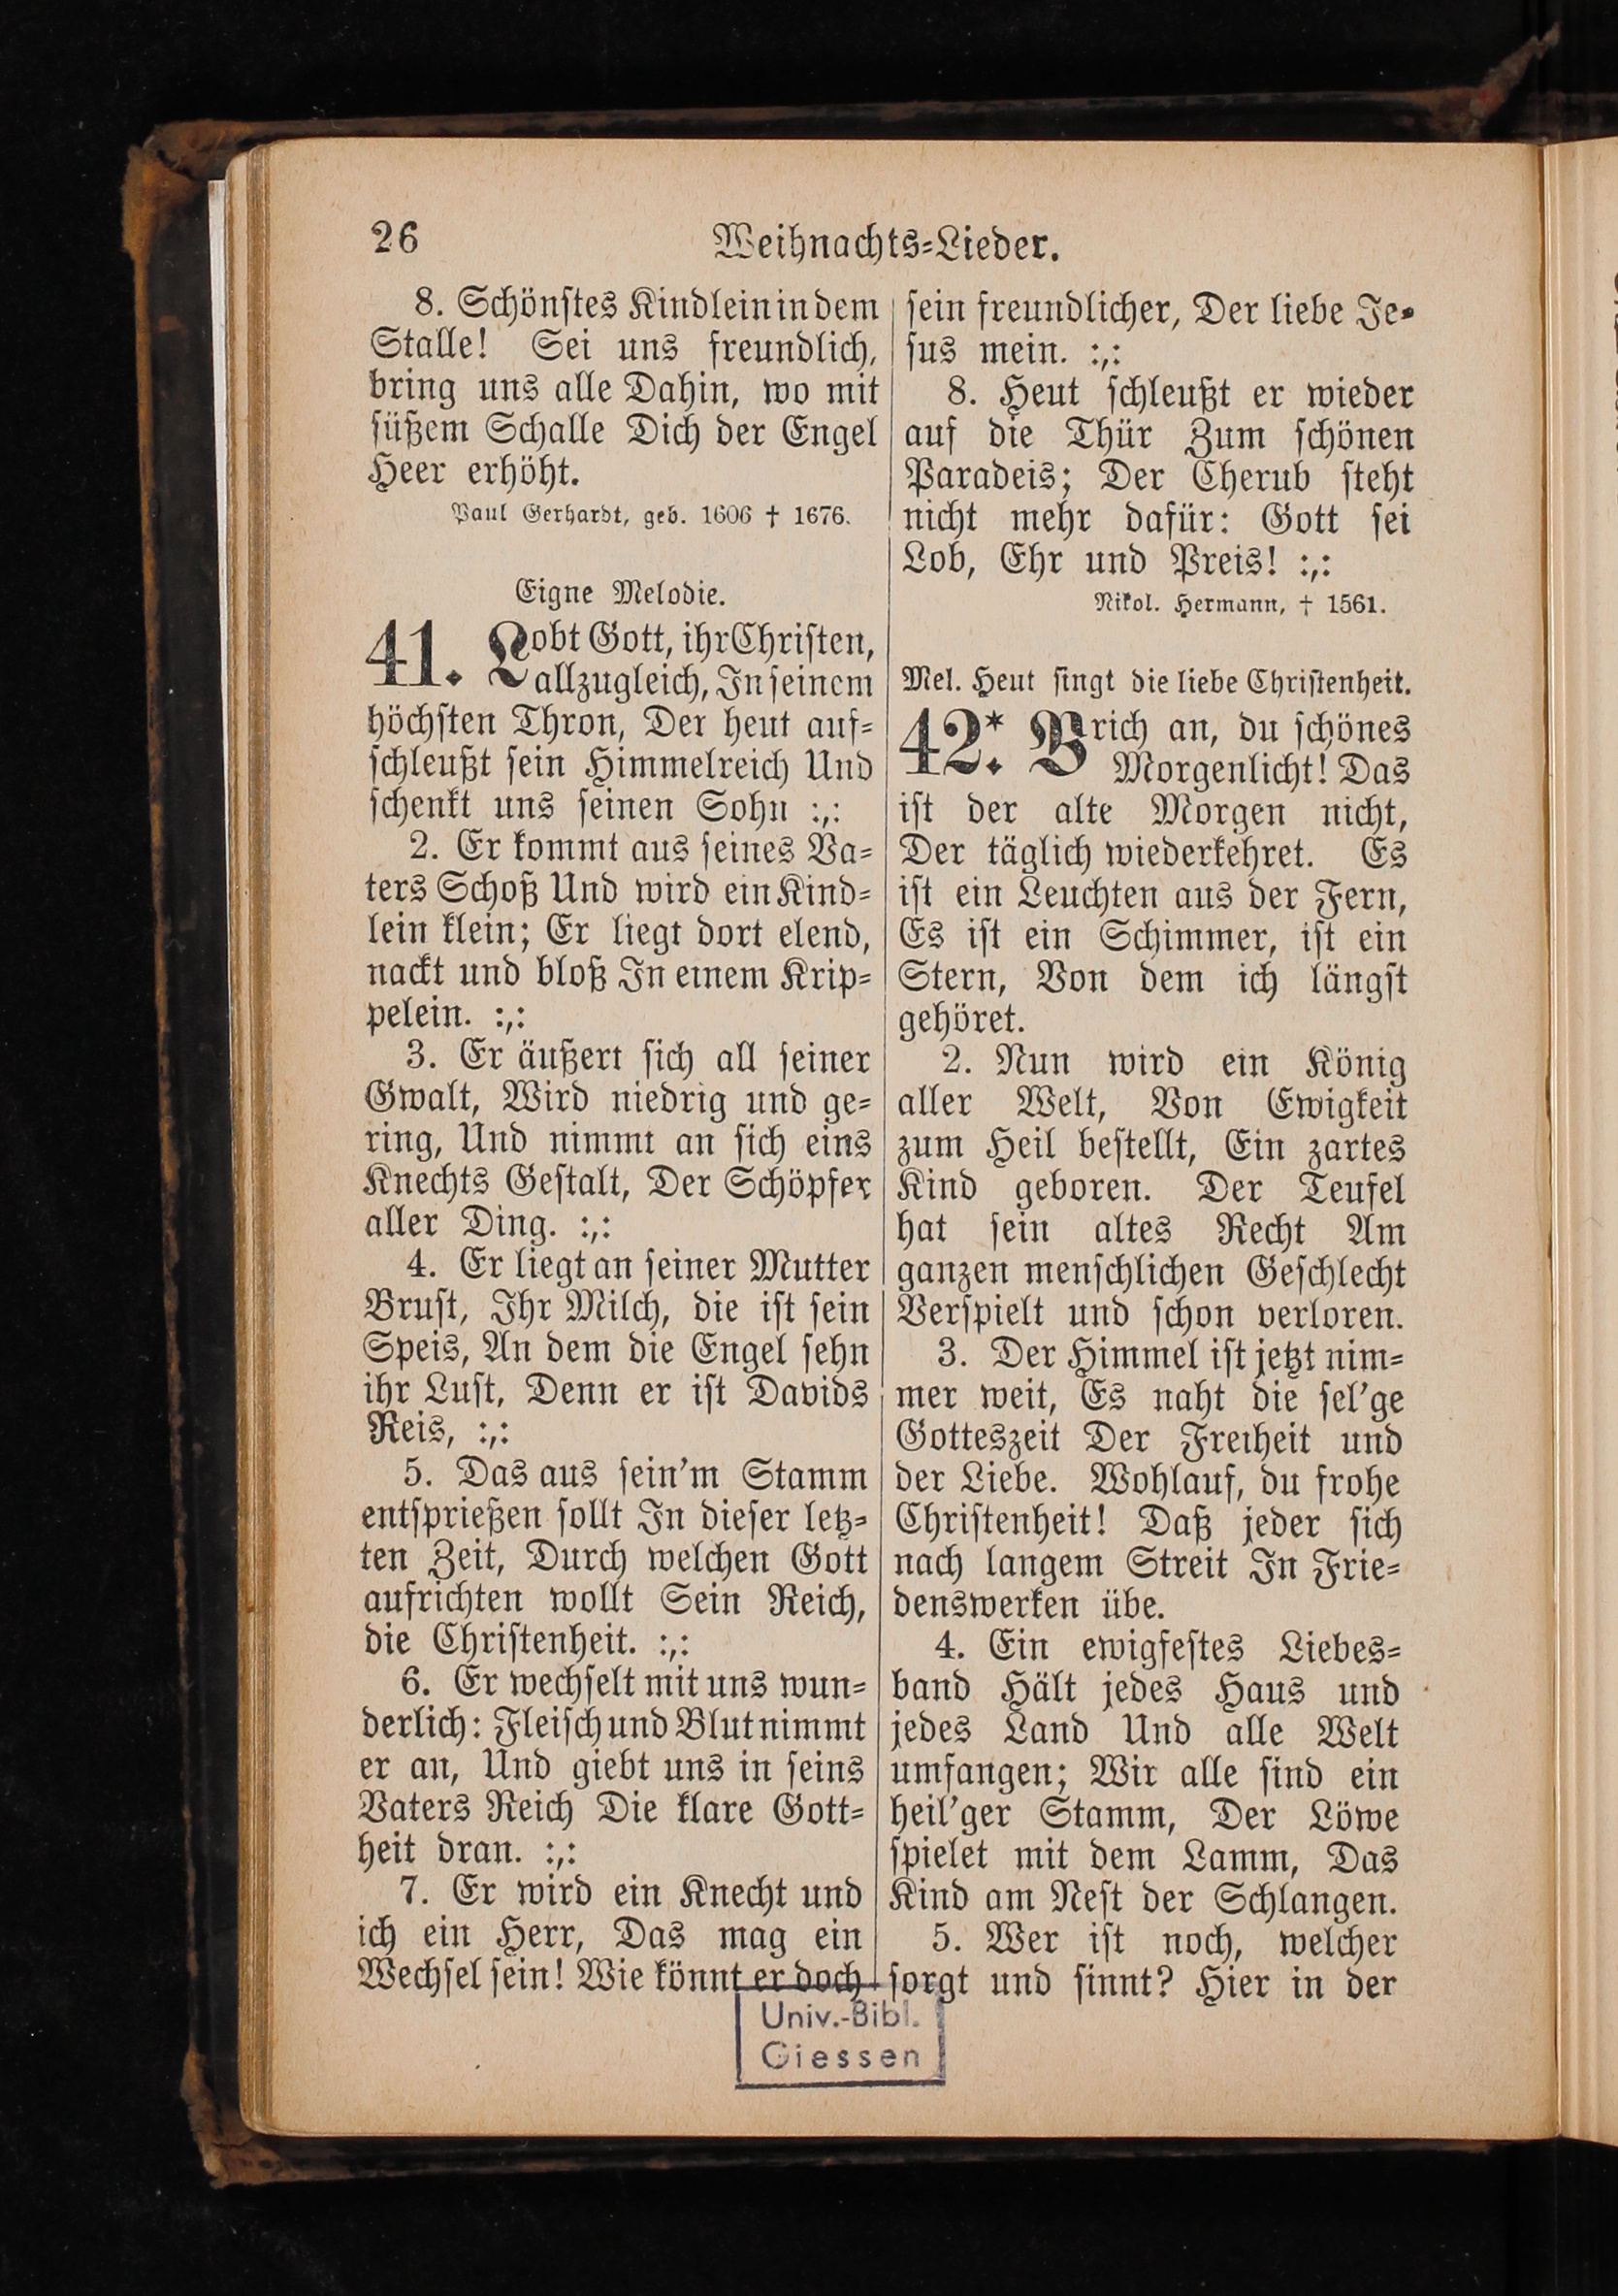 26
Weihnachts-Lieder.
8. Schönstes Kindlein in dem
Stalle! Sei uns freundlich,
bring uns alle Dahin, wo mit
süßem Schalle Dich der Engel
Heer erhöht.
Paul Gerhardt, geb. 1606 † 1676.
Eigne Melodie.
41. Lobt Gott, ihr Christen,
allzugleich, In seinem
höchsten Thron, Der heut auf-
schleußt sein Himmelreich Und
schenkt uns seinen Sohn :,:
2. Er kommt aus seines Va-
ters Schoß Und wird ein Kind-
lein klein; Er liegt dort elend,
nackt und bloß In einem Krip-
pelein. :,:
3. Er äußert sich all seiner
Gwalt, Wird niedrig und ge-
ring, Und nimmt an sich eins
Knechts Gestalt, Der Schöpfer
aller Ding. :,:
4. Er liegt an seiner Mutter
Brust, Ihr Milch, die ist sein
Speis, An dem die Engel sehn
ihr Lust, Denn er ist Davids
Reis, :,:
5. Das aus sein'm Stamm
entsprießen sollt In dieser letz-
ten Zeit, Durch welchen Gott
aufrichten wollt Sein Reich,
die Christenheit. :,:
6. Er wechselt mit uns wun-
derlich: Fleisch und Blut nimmt
er an, Und giebt uns in seins
Vaters Reich Die klare Gott-
heit dran. :,:
7. Er wird ein Knecht und
ich ein Herr, Das mag ein
Wechsel sein! Wie könnt er doch
sein freundlicher, Der liebe Je-
sus mein. :,:
8. Heut schleußt er wieder
auf die Thür Zum schönen
Paradeis; Der Cherub steht
nicht mehr dafür: Gott sei
Lob, Ehr und Preis! :,:
Nikol. Hermann, † 1561.
Mel. Heut singt die liebe Christenheit.
42.* Brich an, du schönes
Morgenlicht! Das
ist der alte Morgen nicht,
Der täglich wiederkehret. Es
ist ein Leuchten aus der Fern,
Es ist ein Schimmer, ist ein
Stern, Von dem ich längst
gehöret.
2. Nun wird ein König
aller Welt, Von Ewigkeit
zum Heil bestellt, Ein zartes
Kind geboren. Der Teufel
hat sein altes Recht Am
ganzen menschlichen Geschlecht
Verspielt und schon verloren.
3. Der Himmel ist jetzt nim-
mer weit, Es naht die sel'ge
Gotteszeit Der Freiheit und
der Liebe. Wohlauf, du frohe
Christenheit! Daß jeder sich
nach langem Streit In Frie-
denswerken übe.
4. Ein ewigfestes Liebes-
band Hält jedes Haus und
jedes Land Und alle Welt
umfangen; Wir alle sind ein
heil'ger Stamm, Der Löwe
spielet mit dem Lamm, Das
Kind am Nest der Schlangen.
5. Wer ist noch, welcher
sorgt und sinnt? Hier in der
Univ.-Bibl.
Giessen